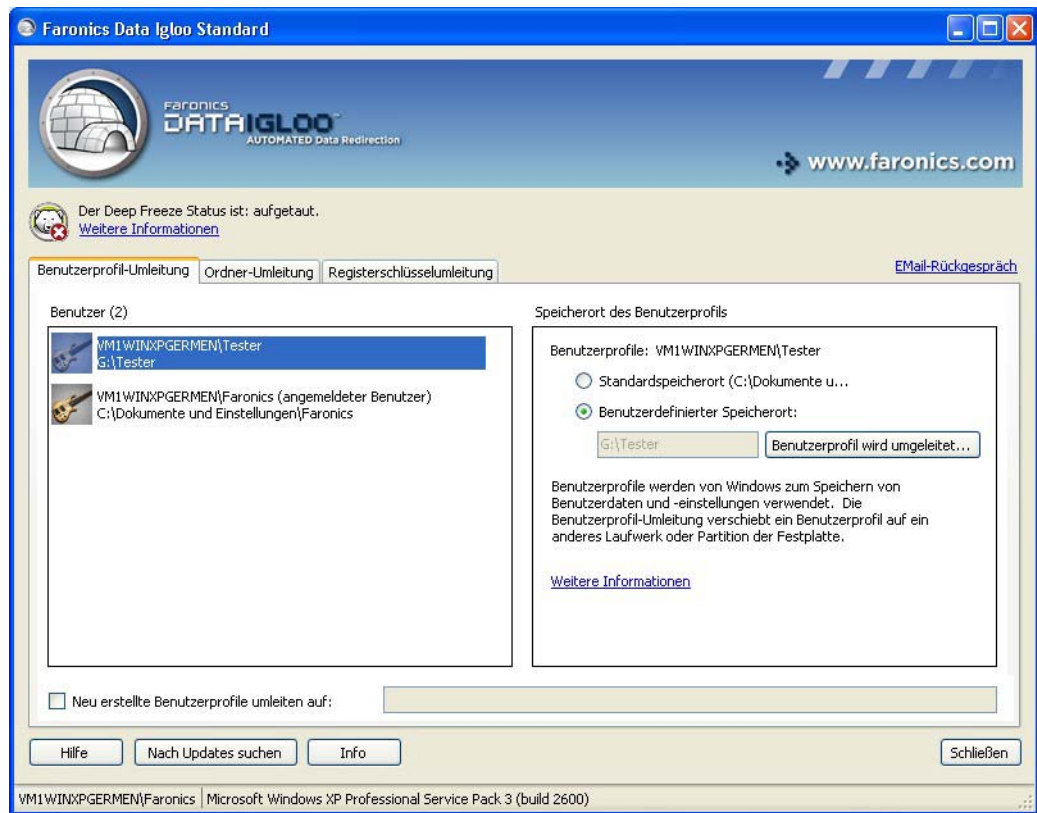 Faronics Data Igloo Standard
FARONICS
DATAIGLOO™
AUTOMATED Data Redirection
www.faronics.com
Der Deep Freeze Status ist: aufgetaut.
Weitere Informationen
Benutzerprofil-Umleitung
Ordner-Umleitung
Registerschlüsselumleitung
EMail-Rückgespräch
Benutzer (2)
VM1WINXPGERMEN\Tester
G:\Tester
VM1WINXPGERMEN\Faronics (angemeldeter Benutzer)
C:\Dokumente und Einstellungen\Faronics
Speicherort des Benutzerprofils
Benutzerprofile: VM1WINXPGERMEN\Tester
Standardspeicherort (C:\Dokumente u...
Benutzerdefinierter Speicherort:
G:\Tester
Benutzerprofil wird umgeleitet...
Benutzerprofile werden von Windows zum Speichern von
Benutzerdaten und -einstellungen verwendet. Die
Benutzerprofil-Umleitung verschiebt ein Benutzerprofil auf ein
anderes Laufwerk oder Partition der Festplatte.
Weitere Informationen
Neu erstellte Benutzerprofile umleiten auf:
Hilfe
Nach Updates suchen
Info
Schließen
VM1WINXPGERMEN\Faronics
Microsoft Windows XP Professional Service Pack 3 (build 2600)